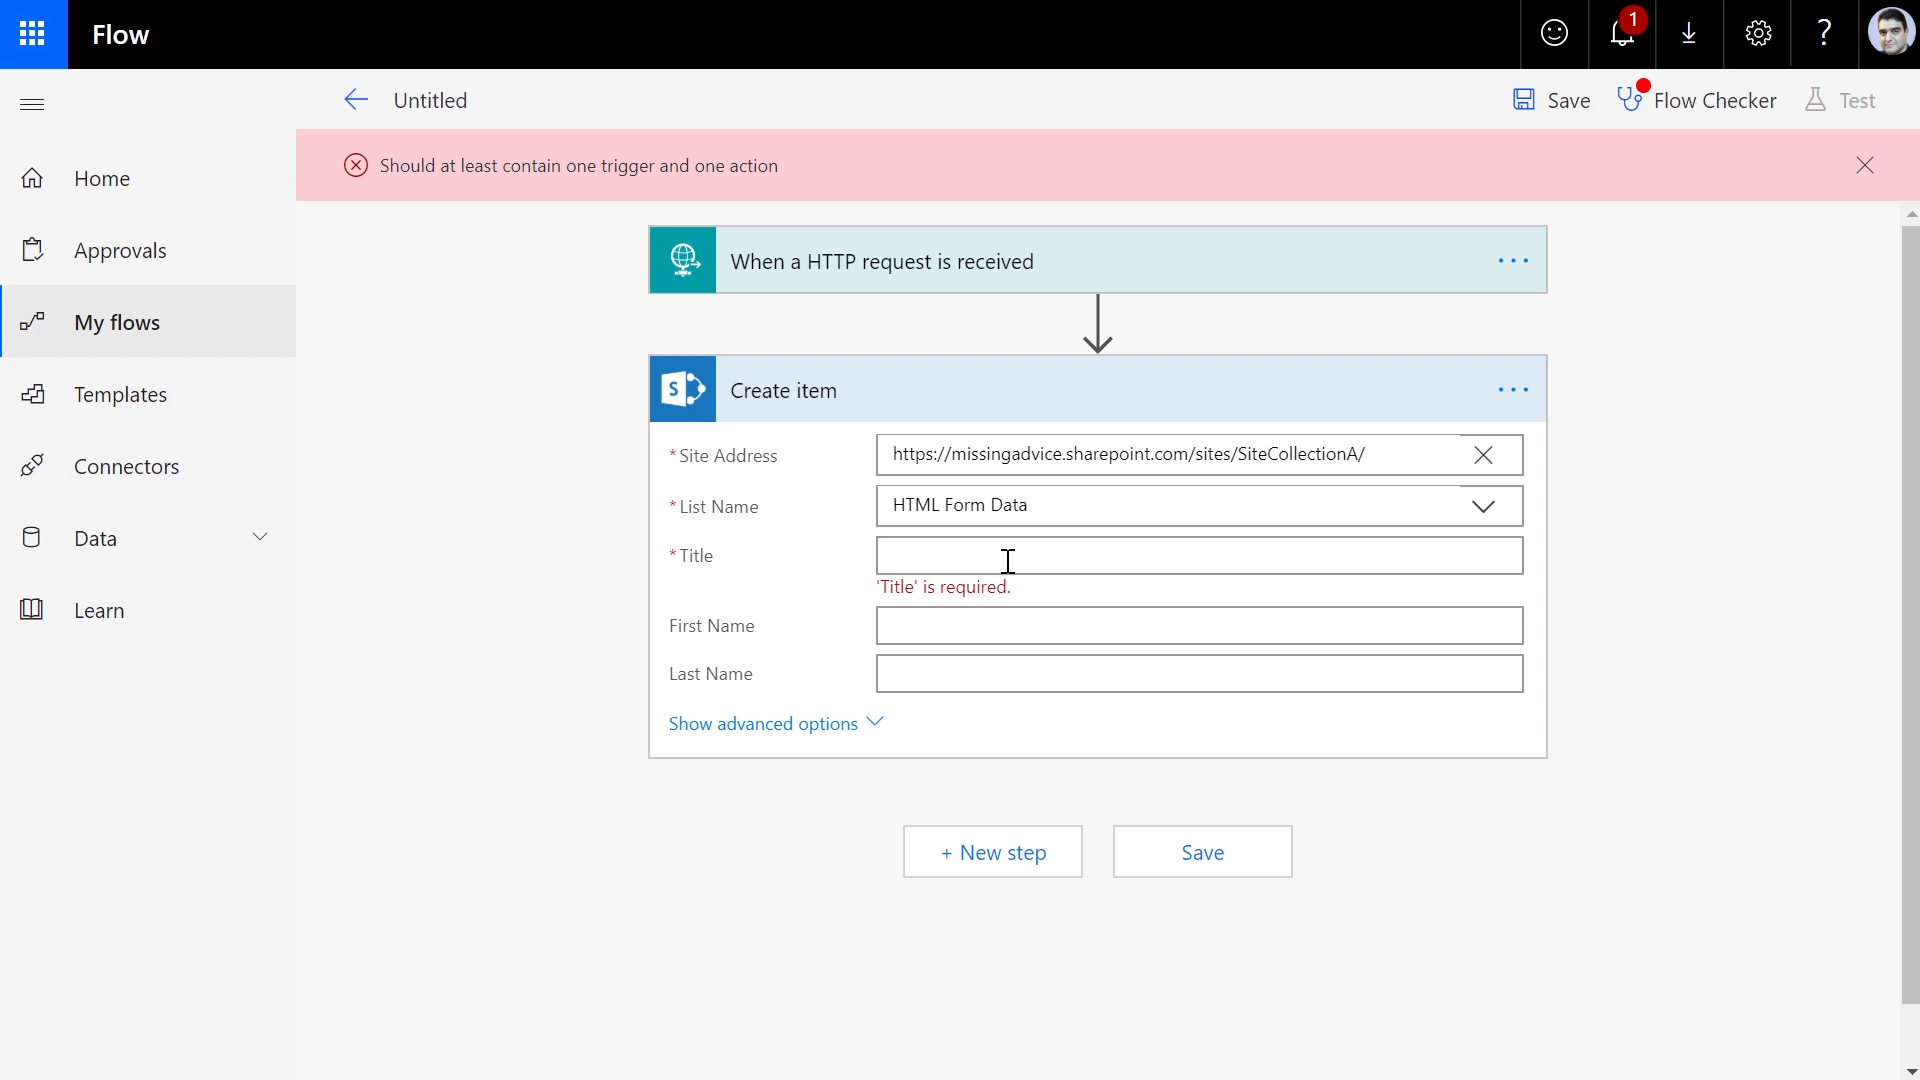 Flow
1
?
Untitled
Save
Flow Checker
Test
Should at least contain one trigger and one action
Home
Approvals
My flows
Templates
Connectors
Data
Learn
When a HTTP request is received
...
S
Create item
...
* Site Address
https://missingadvice.sharepoint.com/sites/SiteCollectionA/
* List Name
HTML Form Data
* Title
'Title' is required.
First Name
Last Name
Show advanced options
+ New step
Save